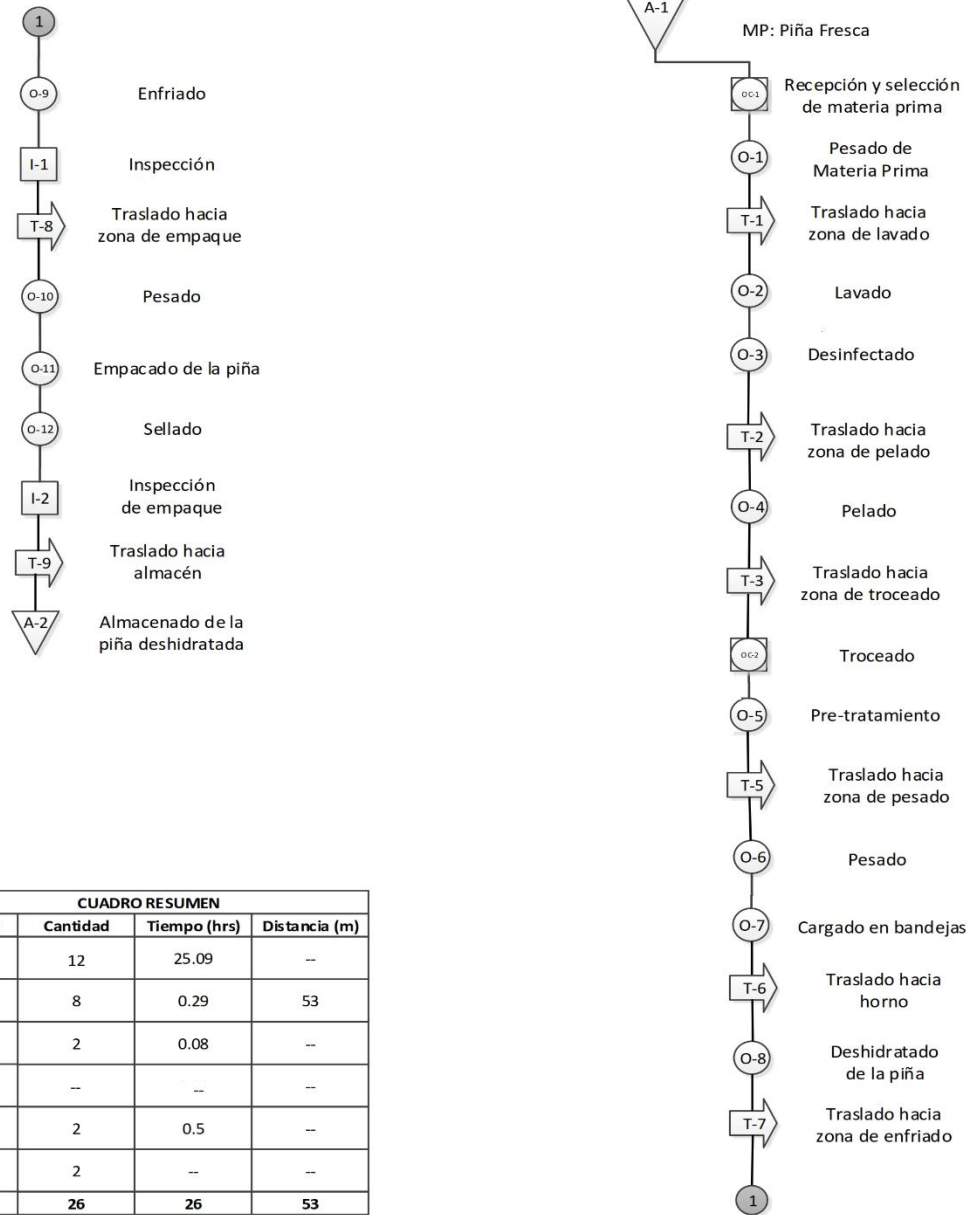 1
O-9
Enfriado
I-1
Inspección
T-8
Traslado hacia
zona de empaque
O-10
Pesado
O-11
Empacado de la piña
O-12
Sellado
I-2
Inspección
de empaque
T-9
Traslado hacia
almacén
A-2
Almacenado de la
piña deshidratada
CUADRO RESUMEN
Cantidad Tiempo (hrs) Distancia (m)
12 25.09 --
8 0.29 53
2 0.08 --
-- -- --
2 0.5 --
2 -- --
26 26 53
A-1
MP: Piña Fresca
OC-1
Recepción y selección
de materia prima
O-1
Pesado de
Materia Prima
T-1
Traslado hacia
zona de lavado
O-2
Lavado
O-3
Desinfectado
T-2
Traslado hacia
zona de pelado
O-4
Pelado
T-3
Traslado hacia
zona de troceado
OC-2
Troceado
O-5
Pre-tratamiento
T-5
Traslado hacia
zona de pesado
O-6
Pesado
O-7
Cargado en bandejas
T-6
Traslado hacia
horno
O-8
Deshidratado
de la piña
T-7
Traslado hacia
zona de enfriado
1